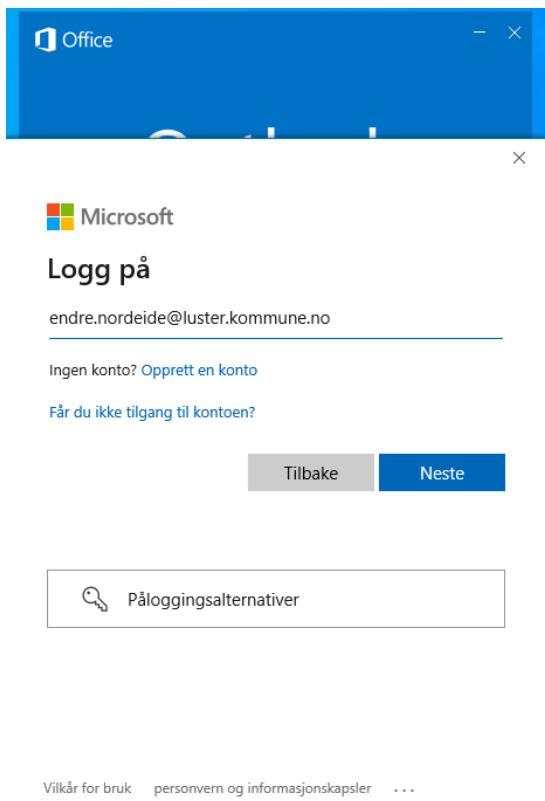 Office
Microsoft
Logg på
endre.nordeide@luster.kommune.no
Ingen konto? Opprett en konto
Får du ikke tilgang til kontoen?
Tilbake Neste
Påloggingsalternativer
Vilkår for bruk personvern og informasjonskapsler ...